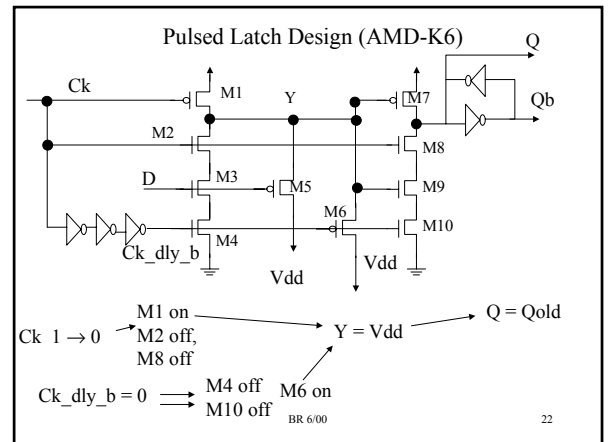 Pulsed Latch Design (AMD-K6)
Q
Ck
M1
Y
M7
Qb
M2
M8
D
M3
M5
M9
M6
M4
M10
Ck_dly_b
Vdd
Vdd
M1 on
Q = Qold
Ck 1 → 0
M2 off,
Y = Vdd
M8 off
Ck_dly_b = 0
M4 off
M6 on
M10 off
BR 6/00
22